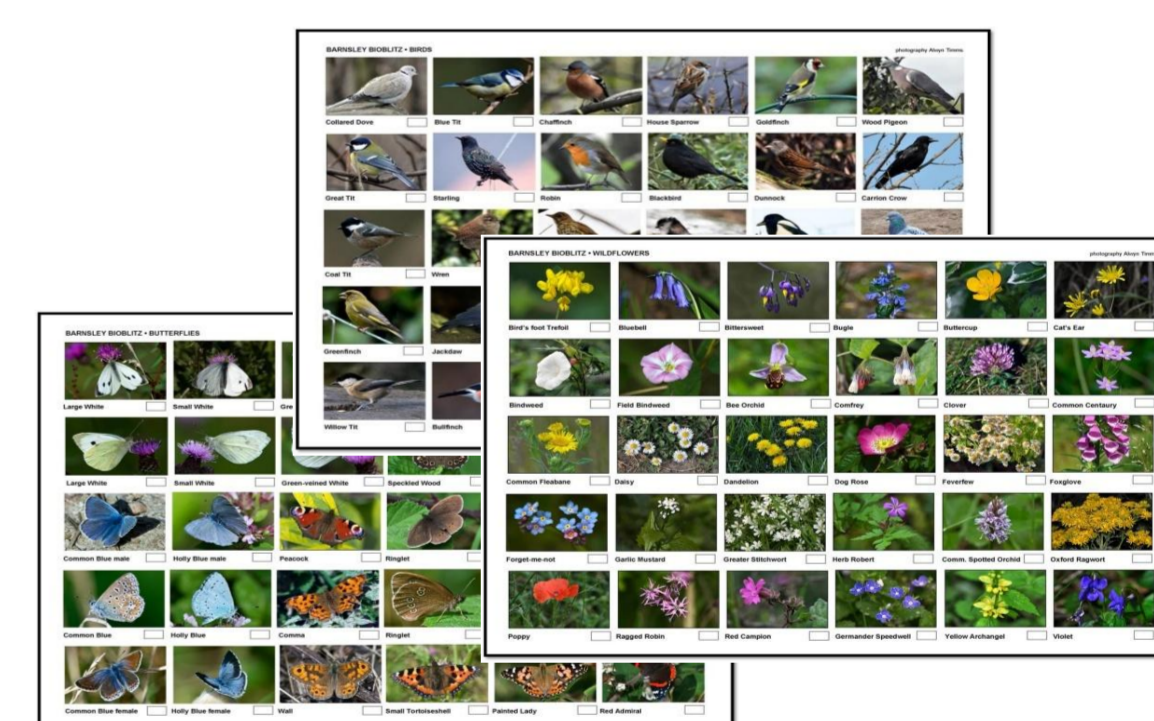 BARNSLEY BIOBLITZ • BIRDS
photography Alwyn Timms
Collared Dove Blue Tit Chaffinch House Sparrow Goldfinch Wood Pigeon
Great Tit Starling Robin Blackbird Dunnock Carrion Crow
Coal Tit Wren
Greenfinch Jackdaw
Willow Tit Bullfinch
BARNSLEY BIOBLITZ • WILDFLOWERS
photography Alwyn
Bird's foot Trefoil Bluebell Bittersweet Bugle Buttercup Cat's Ear
Bindweed Field Bindweed Bee Orchid Comfrey Clover Common Centaury
Common Fleabane Daisy Dandelion Dog Rose Feverfew Foxglove
Forget-me-not Garlic Mustard Greater Stitchwort Herb Robert Comm. Spotted Orchid Oxford Ragwort
Poppy Ragged Robin Red Campion Germander Speedwell Yellow Archangel Violet
BARNSLEY BIOBLITZ • BUTTERFLIES
Large White Small White
Large White Small White Green-veined White Speckled Wood
Common Blue male Holly Blue male Peacock Ringlet
Common Blue Holly Blue Comma Ringlet
Common Blue female Holly Blue female Wall Small Tortoiseshell Painted Lady Red Admiral